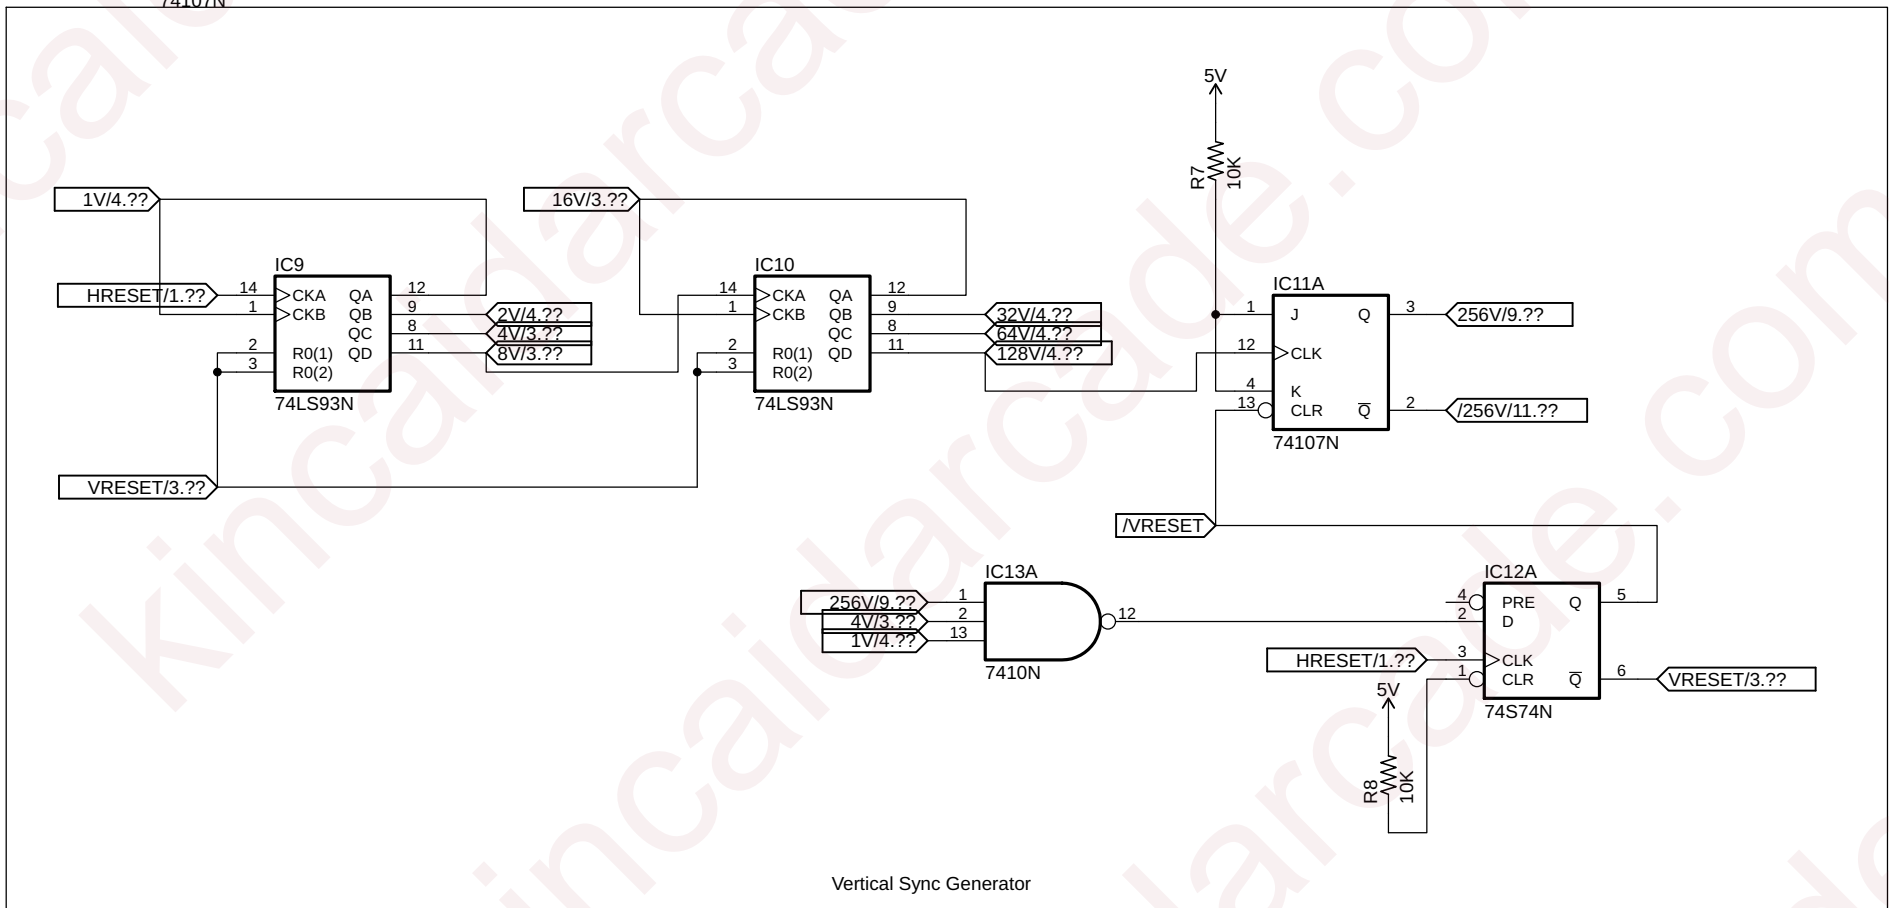 74107N
5V
R7
10K
1V/4.??
16V/3.??
IC9
IC10
IC11A
HRESET/1.??
14
1
2
3
CKA
CKB
R0(1)
R0(2)
QA
QB
QC
QD
12
9
8
11
74LS93N
2V/4.??
4V/3.??
8V/3.??
14
1
2
3
CKA
CKB
R0(1)
R0(2)
QA
QB
QC
QD
12
9
8
11
74LS93N
32V/4.??
64V/4.??
128V/4.??
1
12
4
13
J
CLK
K
CLR
Q
Q
3
2
74107N
256V/9.??
/256V/11.??
VRESET/3.??
/VRESET
IC13A
256V/9.??
4V/3.??
1V/4.??
1
2
13
12
7410N
IC12A
4
2
3
1
PRE
D
CLK
CLR
Q
Q
5
6
74S74N
HRESET/1.??
VRESET/3.??
5V
R8
10K
Vertical Sync Generator
kincaidarcade.com
kincaidarcade.com